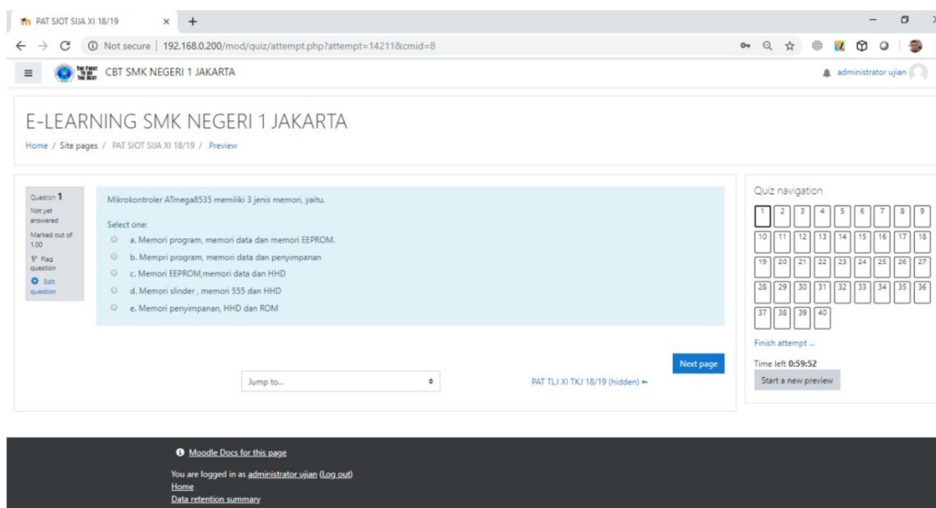 PAT SIOT SIJA XI 18/19
Not secure | 192.168.0.200/mod/quiz/attempt.php?attempt=14211&cmid=8
THE FIRST
TO BE
THE BEST
CBT SMK NEGERI 1 JAKARTA
administrator ujian
E-LEARNING SMK NEGERI 1 JAKARTA
Home / Site pages / PAT SIOT SIJA XI 18/19 / Preview
Question 1
Not yet
answered
Marked out of
1.00
Flag
question
Edit
question
Mikrokontroler ATmega8535 memiliki 3 jenis memori, yaitu.
Select one:
a. Memori program, memori data dan memori EEPROM.
b. Mempri program, memori data dan penyimpanan
c. Memori EEPROM,memori data dan HHD
d. Memori slinder , memori 555 dan HHD
e. Memori penyimpanan, HHD dan ROM
Next page
Jump to...
PAT TLJ XI TKJ 18/19 (hidden)
Quiz navigation
1 2 3 4 5 6 7 8 9
10 11 12 13 14 15 16 17 18
19 20 21 22 23 24 25 26 27
28 29 30 31 32 33 34 35 36
37 38 39 40
Finish attempt ...
Time left 0:59:52
Start a new preview
Moodle Docs for this page
You are logged in as administrator ujian (Log out)
Home
Data retention summary